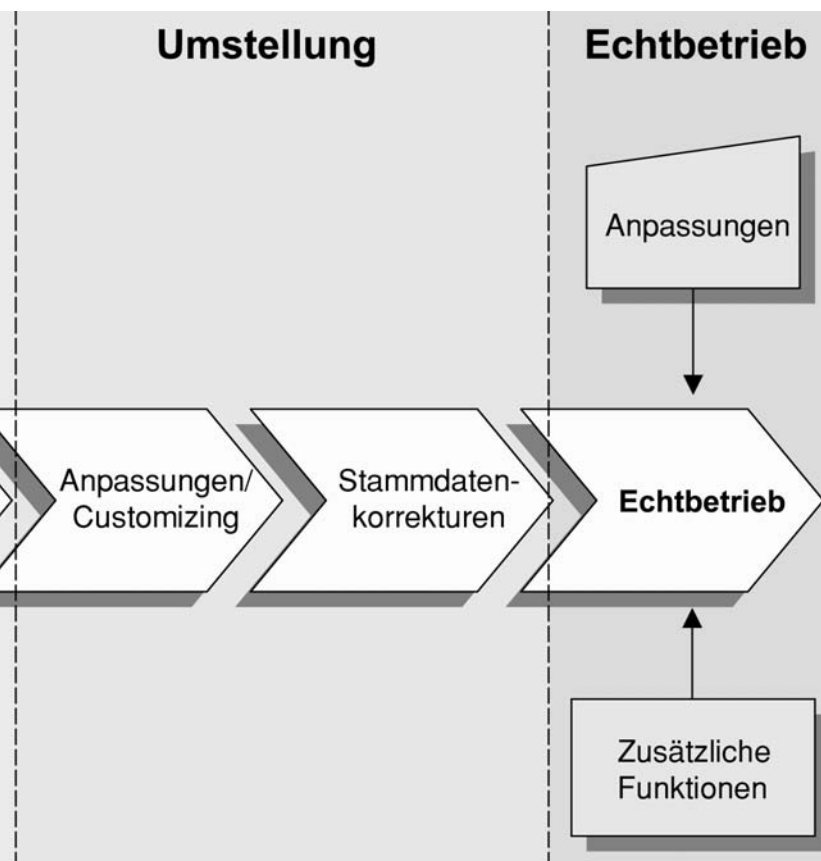 Umstellung
Echtbetrieb
Anpassungen
Anpassungen/
Customizing
Stammdaten-
korrekturen
Echtbetrieb
Zusätzliche
Funktionen